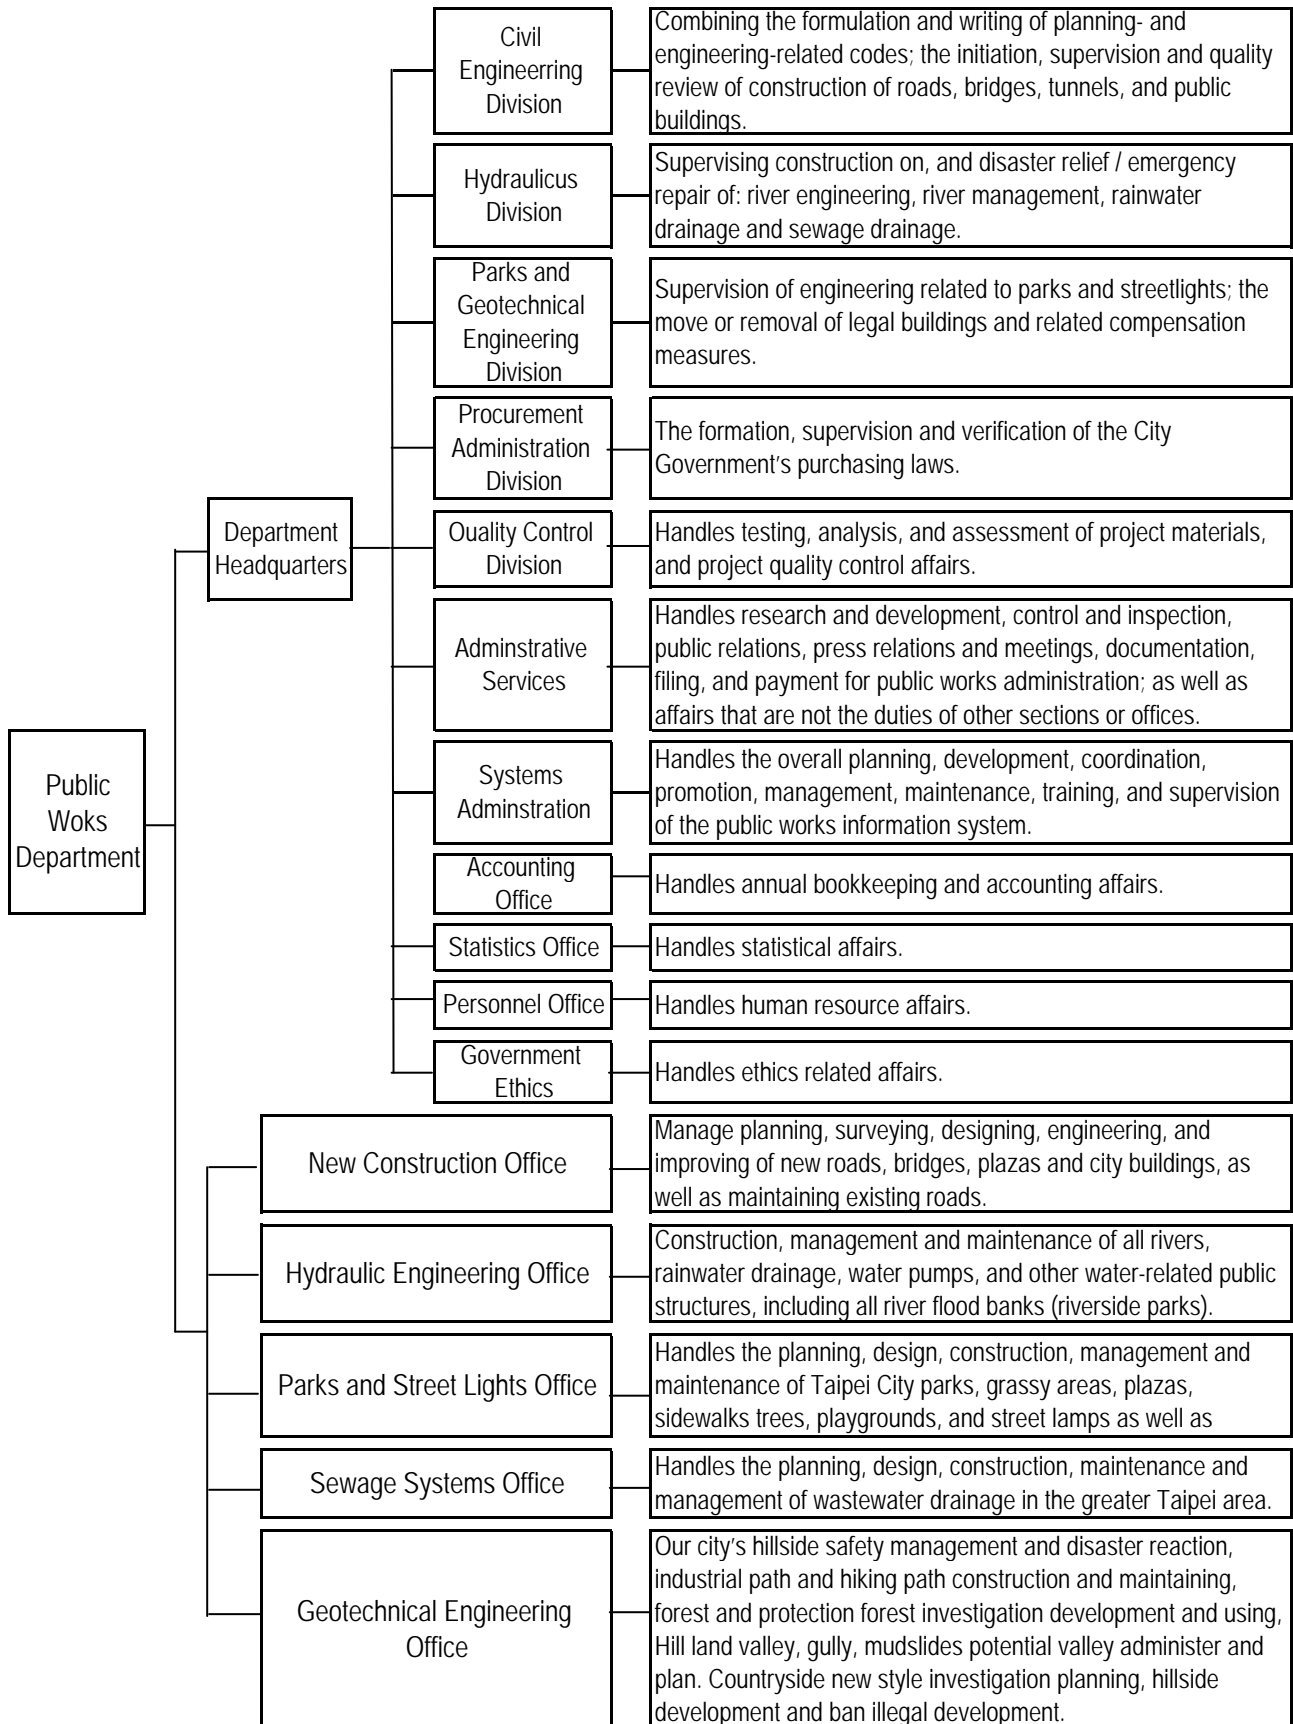 Civil
Engineerring
Division
Combining the formulation and writing of planning- and
engineering-related codes; the initiation, supervision and quality
review of construction of roads, bridges, tunnels, and public
buildings.
Hydraulicus
Division
Supervising construction on, and disaster relief / emergency
repair of: river engineering, river management, rainwater
drainage and sewage drainage.
Parks and
Geotechnical
Engineering
Division
Supervision of engineering related to parks and streetlights; the
move or removal of legal buildings and related compensation
measures.
Procurement
Administration
Division
The formation, supervision and verification of the City
Government's purchasing laws.
Department
Headquarters
Ouality Control
Division
Handles testing, analysis, and assessment of project materials,
and project quality control affairs.
Adminstrative
Services
Handles research and development, control and inspection,
public relations, press relations and meetings, documentation,
filing, and payment for public works administration; as well as
affairs that are not the duties of other sections or offices.
Public
Woks
Department
Systems
Adminstration
Handles the overall planning, development, coordination,
promotion, management, maintenance, training, and supervision
of the public works information system.
Accounting
Office
Handles annual bookkeeping and accounting affairs.
Statistics Office
Handles statistical affairs.
Personnel Office
Handles human resource affairs.
Government
Ethics
Handles ethics related affairs.
New Construction Office
Manage planning, surveying, designing, engineering, and
improving of new roads, bridges, plazas and city buildings, as
well as maintaining existing roads.
Hydraulic Engineering Office
Construction, management and maintenance of all rivers,
rainwater drainage, water pumps, and other water-related public
structures, including all river flood banks (riverside parks).
Parks and Street Lights Office
Handles the planning, design, construction, management and
maintenance of Taipei City parks, grassy areas, plazas,
sidewalks trees, playgrounds, and street lamps as well as
Sewage Systems Office
Handles the planning, design, construction, maintenance and
management of wastewater drainage in the greater Taipei area.
Geotechnical Engineering
Office
Our city's hillside safety management and disaster reaction,
industrial path and hiking path construction and maintaining,
forest and protection forest investigation development and using,
Hill land valley, gully, mudslides potential valley administer and
plan. Countryside new style investigation planning, hillside
development and ban illegal development.